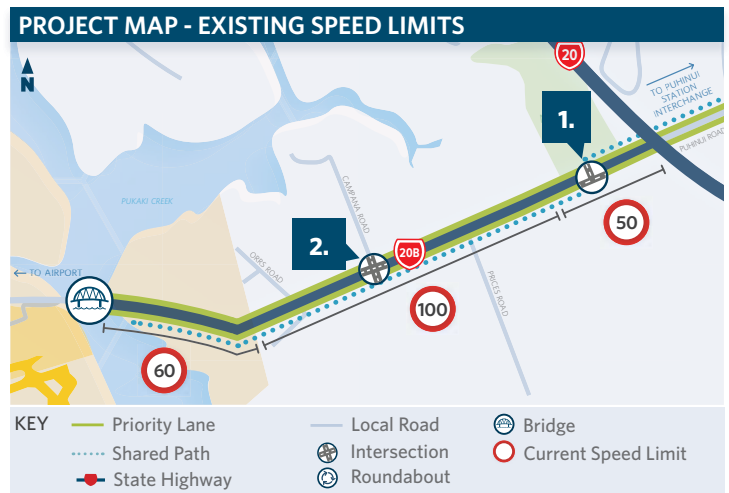 PROJECT MAP - EXISTING SPEED LIMITS
N
20
TO PUHINUI
STATION
INTERCHANGE
1.
PUHINUI ROAD
50
CAMPANA ROAD
PUKAKI CREEK
2.
20B
ORRS ROAD
TO AIRPORT
PRICES ROAD
100
60
KEY
Priority Lane
Shared Path
State Highway
Local Road
Intersection
Roundabout
Bridge
Current Speed Limit